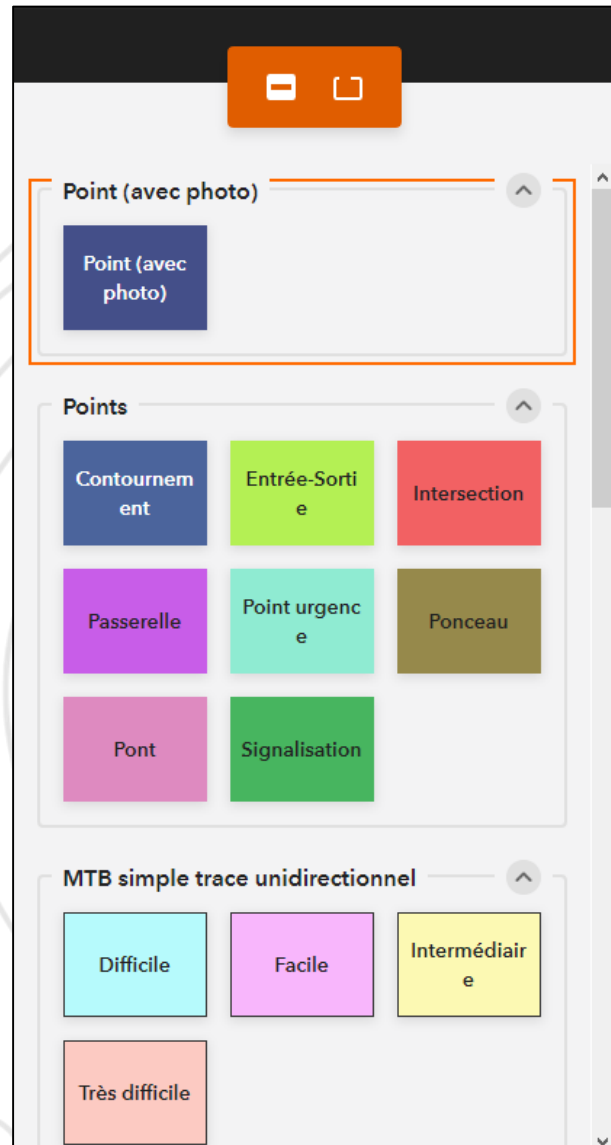 Point (avec photo)
Point (avec
photo)
Points
Contournem
ent
Entrée-Sorti
e
Intersection
Passerelle
Point urgenc
e
Ponceau
Pont
Signalisation
MTB simple trace unidirectionnel
Difficile
Facile
Intermédiair
e
Très difficile